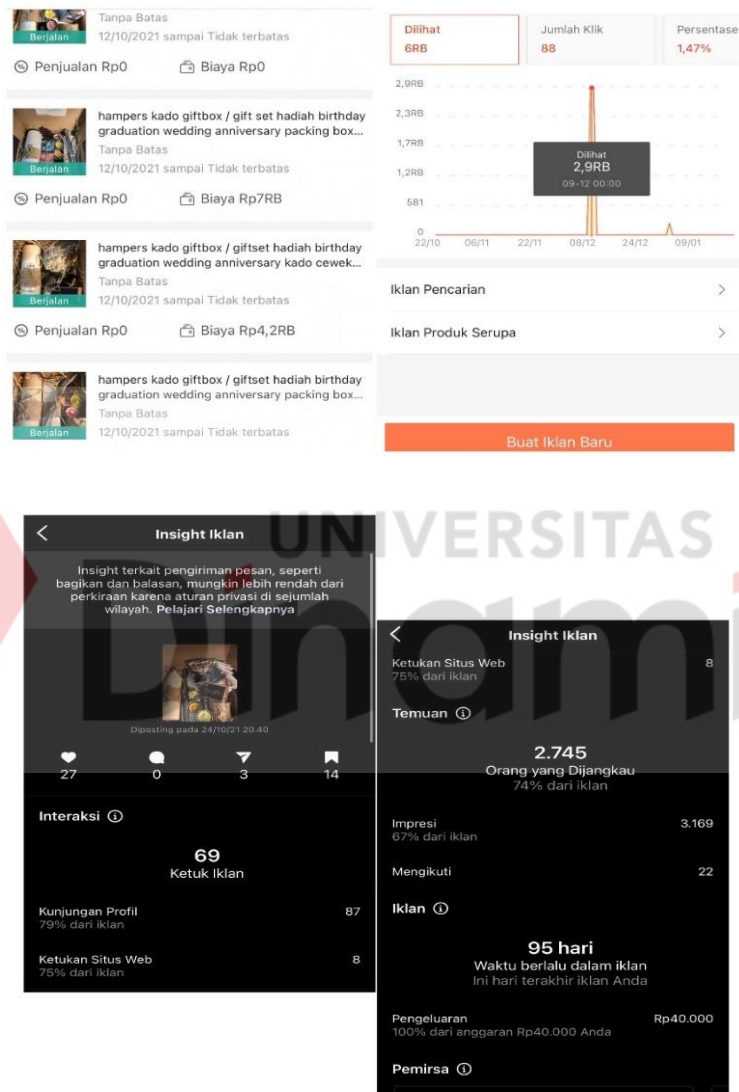 Tanpa Batas
Berjalan
12/10/2021 sampai Tidak terbatas
Penjualan Rp0
Biaya Rp0
hampers kado giftbox / gift set hadiah birthday
graduation wedding anniversary packing box...
Tanpa Batas
Berjalan
12/10/2021 sampai Tidak terbatas
Penjualan Rp0
Biaya Rp7RB
hampers kado giftbox / giftset hadiah birthday
graduation wedding anniversary kado cewek...
Tanpa Batas
Berjalan
12/10/2021 sampai Tidak terbatas
Penjualan Rp0
Biaya Rp4,2RB
hampers kado giftbox / giftset hadiah birthday
graduation wedding anniversary packing box...
Tanpa Batas
Berjalan
12/10/2021 sampai Tidak terbatas
Dilihat
6RB
Jumlah Klik
88
Persentase
1,47%
2,9RB
2,3RB
1,7RB
1,2RB
581
0
Dilihat
2,9RB
09-12 00:00
22/10 06/11 22/11 08/12 24/12 09/01
Iklan Pencarian
Iklan Produk Serupa
Buat Iklan Baru
UNIVERSITAS
Dinami
Insight Iklan
Insight terkait pengiriman pesan, seperti
bagikan dan balasan, mungkin lebih rendah dari
perkiraan karena aturan privasi di sejumlah
wilayah. Pelajari Selengkapnya
Diposting pada 24/10/21 20.40
27 0 3 14
Interaksi
69
Ketuk Iklan
Kunjungan Profil 87
79% dari iklan
Ketukan Situs Web 8
75% dari iklan
Insight Iklan
Ketukan Situs Web 8
75% dari iklan
Temuan
2.745
Orang yang Dijangkau
74% dari iklan
Impresi 3.169
67% dari iklan
Mengikuti 22
Iklan
95 hari
Waktu berlalu dalam iklan
Ini hari terakhir iklan Anda
Pengeluaran Rp40.000
100% dari anggaran Rp40.000 Anda
Pemirsa